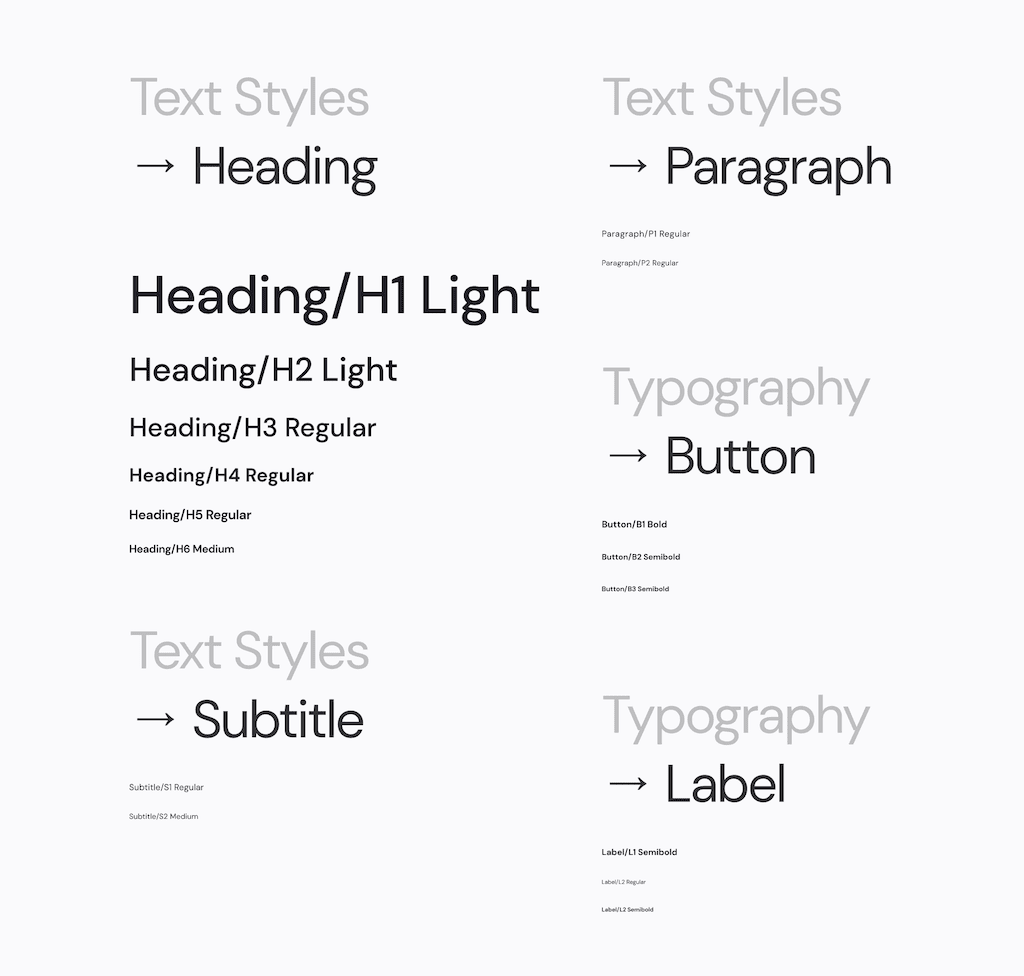 Text Styles
→ Heading
Heading/H1 Light
Heading/H2 Light
Heading/H3 Regular
Heading/H4 Regular
Heading/H5 Regular
Heading/H6 Medium
Text Styles
→ Subtitle
Subtitle/S1 Regular
Subtitle/S2 Medium
Text Styles
→ Paragraph
Paragraph/P1 Regular
Paragraph/P2 Regular
Typography
→ Button
Button/B1 Bold
Button/B2 Semibold
Button/B3 Semibold
Typography
→ Label
Label/L1 Semibold
Label/L2 Regular
Label/L2 Semibold